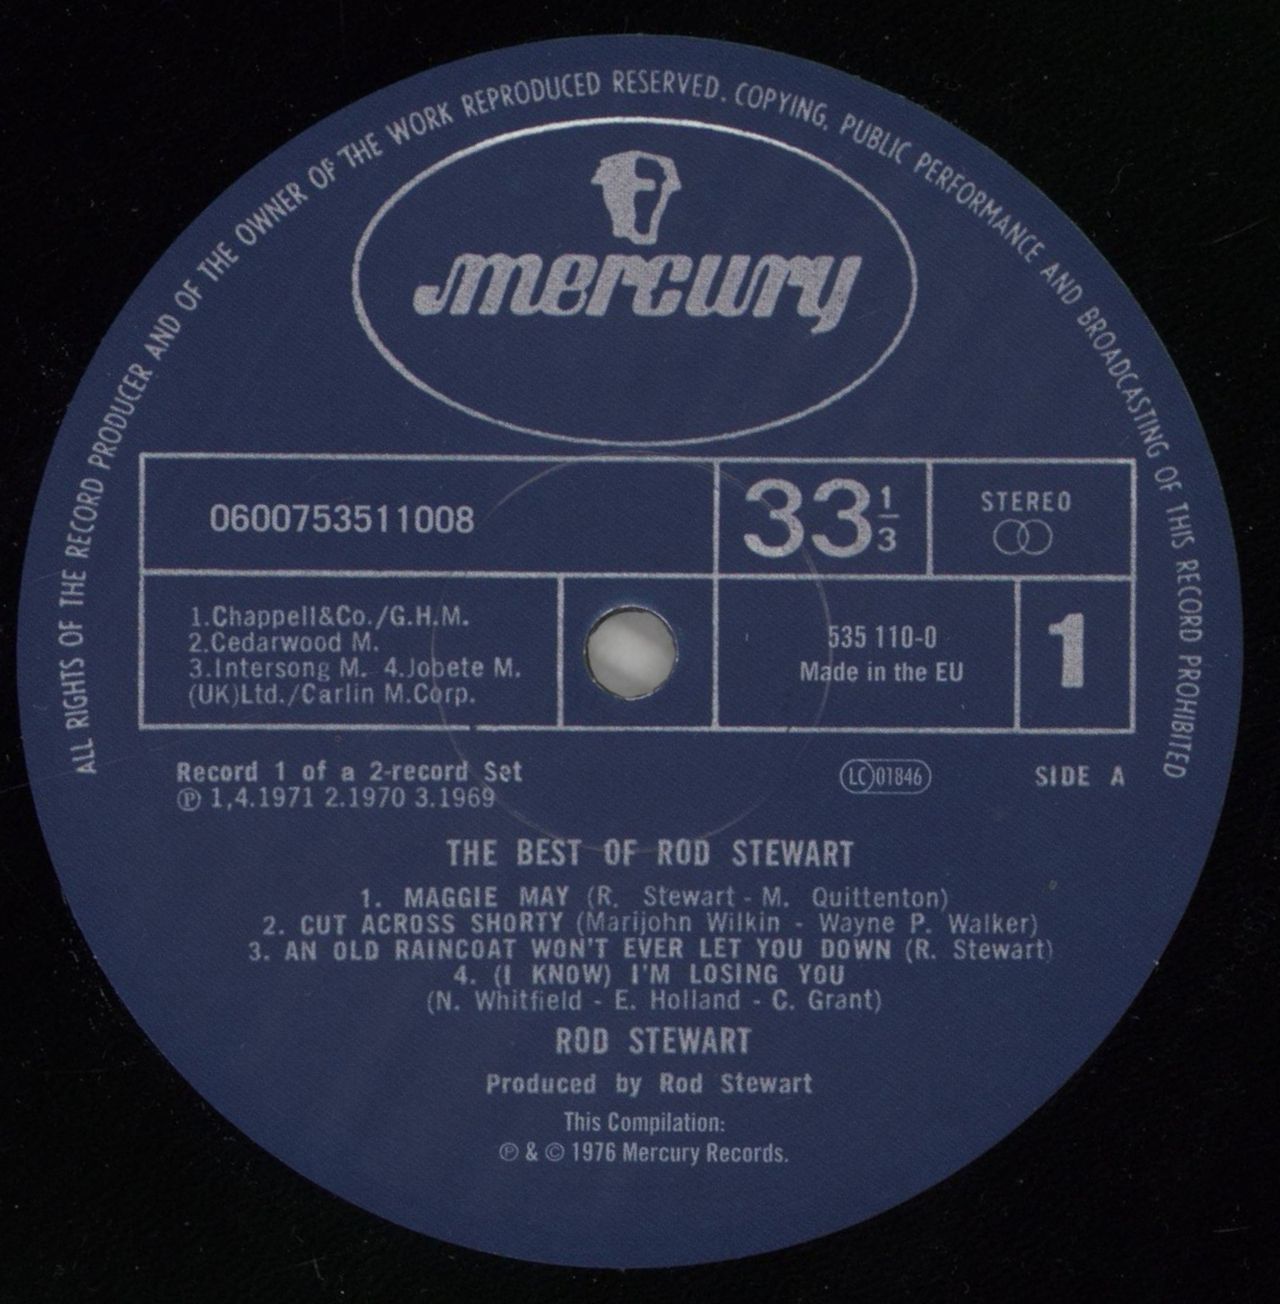 ALL RIGHTS OF THE RECORD PRODUCER AND OF THE OWNER OF THE WORK REPRODUCED RESERVED. COPYING, PUBLIC PERFORMANCE AND BROADCASTING OF THIS RECORD PROHIBITED
mercury
0600753511008
33 1/3
STEREO
1.Chappell&Co./G.H.M.
2.Cedarwood M.
3.Intersong M. 4.Jobete M.
(UK)Ltd./Carlin M.Corp.
535 110-0
Made in the EU
1
Record 1 of a 2-record Set
℗ 1,4.1971 2.1970 3.1969
LC 01846
SIDE A
THE BEST OF ROD STEWART
1. MAGGIE MAY (R. Stewart - M. Quittenton)
2. CUT ACROSS SHORTY (Marijohn Wilkin - Wayne P. Walker)
3. AN OLD RAINCOAT WON'T EVER LET YOU DOWN (R. Stewart)
4. (I KNOW) I'M LOSING YOU
(N. Whitfield - E. Holland - C. Grant)
ROD STEWART
Produced by Rod Stewart
This Compilation:
℗ & © 1976 Mercury Records.